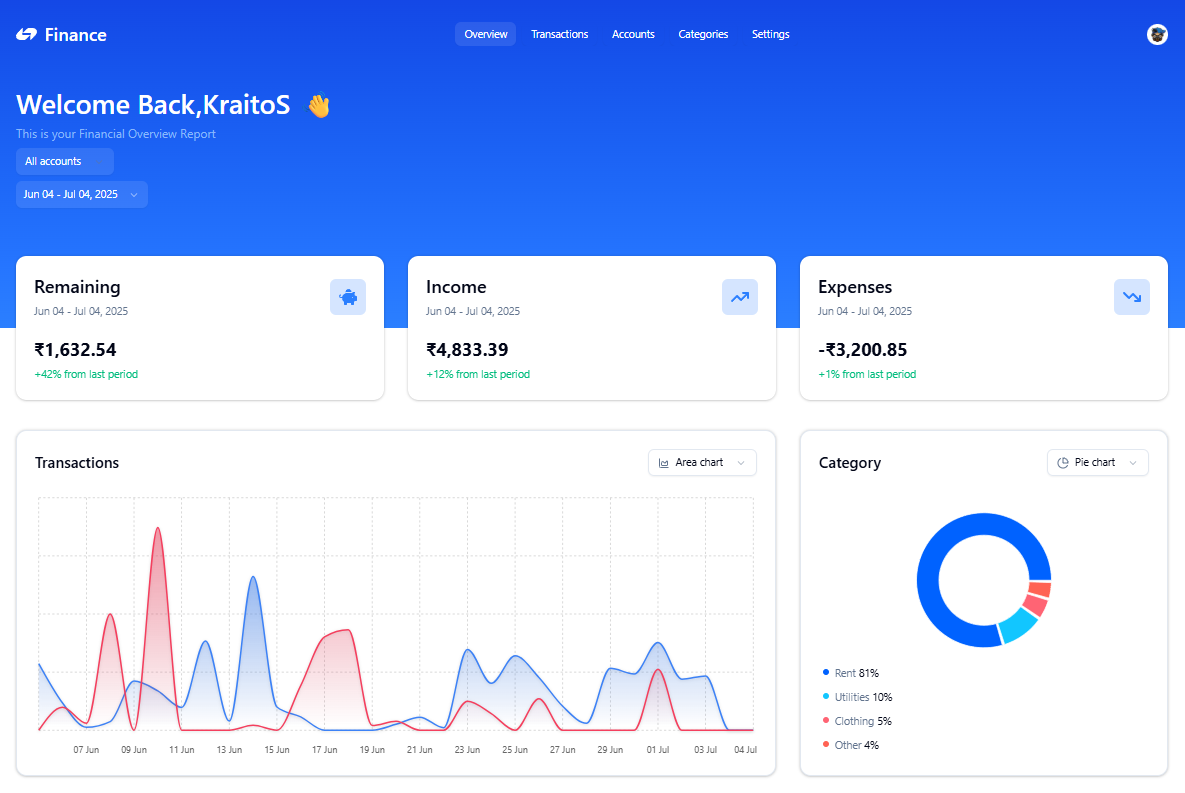 Finance
Overview Transactions Accounts Categories Settings
Welcome Back,KraitoS 👋
This is your Financial Overview Report
All accounts
Jun 04 - Jul 04, 2025
Remaining
Jun 04 - Jul 04, 2025
₹1,632.54
+42% from last period
Income
Jun 04 - Jul 04, 2025
₹4,833.39
+12% from last period
Expenses
Jun 04 - Jul 04, 2025
-₹3,200.85
+1% from last period
Transactions
Area chart
07 Jun 09 Jun 11 Jun 13 Jun 15 Jun 17 Jun 19 Jun 21 Jun 23 Jun 25 Jun 27 Jun 29 Jun 01 Jul 03 Jul 04 Jul
Category
Pie chart
Rent 81%
Utilities 10%
Clothing 5%
Other 4%